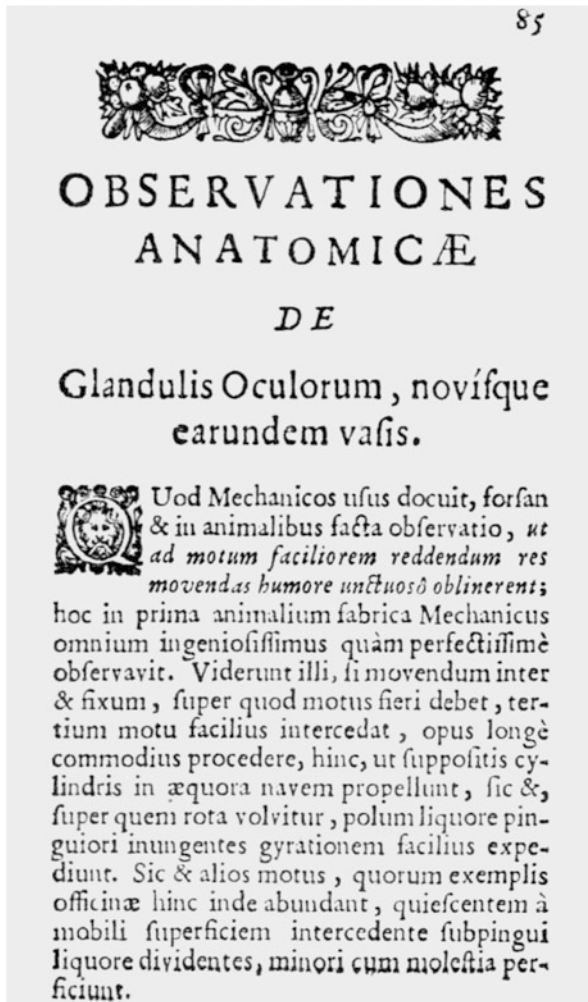 85
OBSERVATIONES
ANATOMICÆ
DE
Glandulis Oculorum, novíſque
earundem vaſis.
QUod Mechanicos uſus docuit, forſan
& in animalibus facta obſervatio, ut
ad motum faciliorem reddendum res
movendas humore unctuosô oblinerent;
hoc in prima animalium fabrica Mechanicus
omnium ingenioſiſſimus quàm perfectiſſimè
obſervavit. Viderunt illi, ſi movendum inter
& fixum, ſuper quod motus fieri debet, ter-
tium motu facilius intercedat, opus longè
commodius procedere, hinc, ut ſuppoſitis cy-
lindris in æquora navem propellunt, ſic &,
ſuper quem rota volvitur, polum liquore pin-
guiori inungentes gyrationem facilius expe-
diunt. Sic & alios motus, quorum exemplis
officinæ hinc inde abundant, quieſcentem à
mobili ſuperficiem intercedente ſubpingui
liquore dividentes, minori cum moleſtia per-
ficiunt.